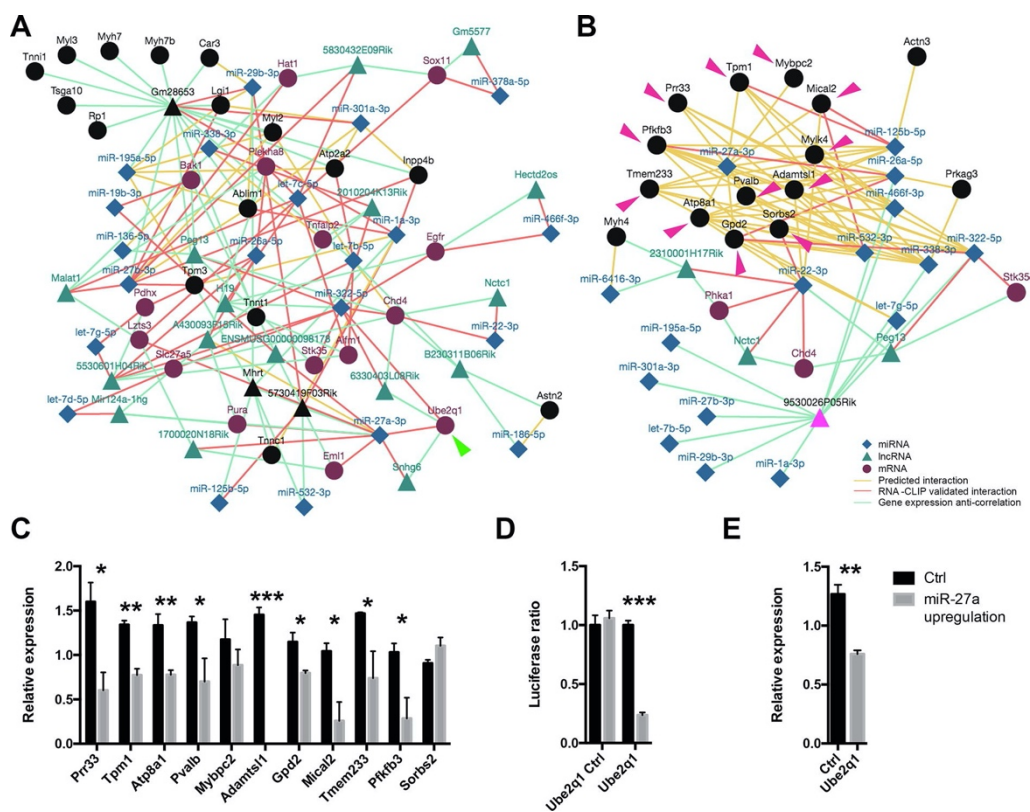 A
Myl3
Myh7
Myh7b
Car3
Tnni1
Tsga10
Rp1
Gm28653
Lgi1
miR-29b-3p
Hat1
5830432E09Rik
Sox11
Gm5577
miR-378a-5p
miR-301a-3p
miR-338-3p
Myl2
miR-195a-5p
Bak1
Plekha8
Atp2a2
Inpp4b
miR-19b-3p
Ablim1
let-7c-5p
2010204K13Rik
Hectd2os
miR-136-5p
Peg13
Tnfaip2
miR-1a-3p
miR-466f-3p
miR-26a-5p
let-7b-5p
Egfr
miR-27b-3p
Malat1
Tpm3
H19
miR-322-5p
Pdhx
Tnnt1
Chd4
Nctc1
let-7g-5p
Lzts3
A430093F15Rik
ENSMUSG00000098173
Aifm1
miR-22-3p
Slc27a5
Stk35
B230311B06Rik
5530601H04Rik
Mhrt
6330403L08Rik
let-7d-5p
Mir124a-1hg
5730419F03Rik
Astn2
Pura
miR-27a-3p
Ube2q1
1700020N18Rik
Tnnc1
miR-186-5p
Eml1
Snhg6
miR-125b-5p
miR-532-3p
B
Actn3
Mybpc2
Tpm1
Mical2
Prr33
miR-125b-5p
Pfkfb3
miR-27a-3p
Mylk4
miR-26a-5p
Tmem233
Pvalb
Adamtsl1
miR-466f-3p
Prkag3
Atp8a1
Sorbs2
Gpd2
Myh4
miR-532-3p
miR-322-5p
2310001H17Rik
miR-338-3p
miR-6416-3p
miR-22-3p
Stk35
Phka1
let-7g-5p
miR-195a-5p
Nctc1
Peg13
miR-301a-3p
Chd4
miR-27b-3p
9530026P05Rik
let-7b-5p
miR-29b-3p
miR-1a-3p
miRNA
lncRNA
mRNA
Predicted interaction
RNA -CLIP validated interaction
Gene expression anti-correlation
C
Relative expression
2.0
1.5
1.0
0.5
0.0
*
**
**
*
***
*
*
*
*
Prr33
Tpm1
Atp8a1
Pvalb
Mybpc2
Adamtsl1
Gpd2
Mical2
Tmem233
Pfkfb3
Sorbs2
D
Luciferase ratio
1.5
1.0
0.5
0.0
***
Ube2q1 Ctrl
Ube2q1
E
Relative expression
1.5
1.0
0.5
0.0
**
Ctrl
Ube2q1
Ctrl
miR-27a
upregulation